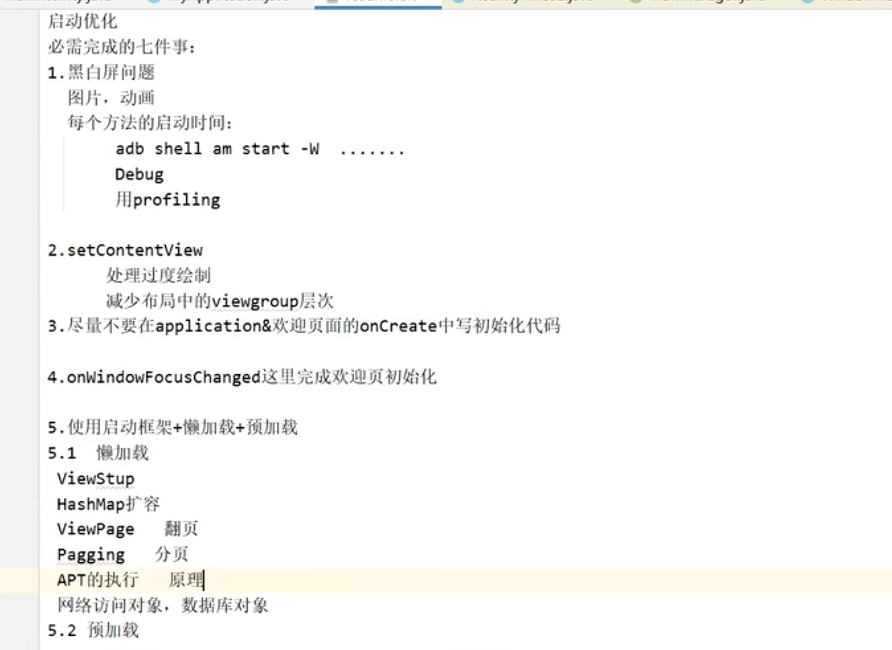 启动优化
必需完成的七件事：
1.黑白屏问题
图片，动画
每个方法的启动时间：
adb shell am start -W .......
Debug
用profiling
2.setContentView
处理过度绘制
减少布局中的viewgroup层次
3.尽量不要在application&欢迎页面的onCreate中写初始化代码
4.onWindowFocusChanged这里完成欢迎页初始化
5.使用启动框架+懒加载+预加载
5.1 懒加载
ViewStup
HashMap扩容
ViewPage 翻页
Pagging 分页
APT的执行 原理
网络访问对象，数据库对象
5.2 预加载